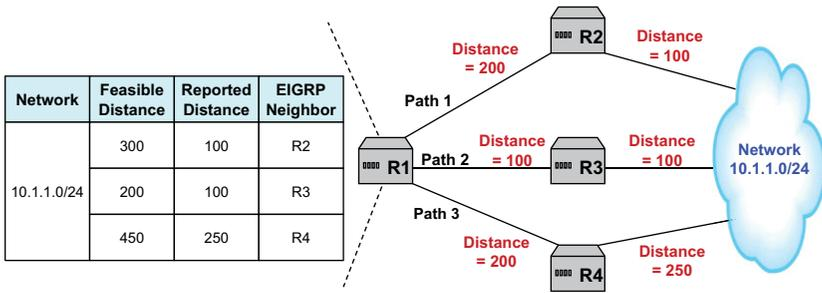 Network
Feasible
Distance
Reported
Distance
EIGRP
Neighbor
10.1.1.0/24
300
100
R2
200
100
R3
450
250
R4
R1
Path 1
Distance
= 200
R2
Distance
= 100
Path 2
Distance
= 100
R3
Distance
= 100
Path 3
Distance
= 200
R4
Distance
= 250
Network
10.1.1.0/24